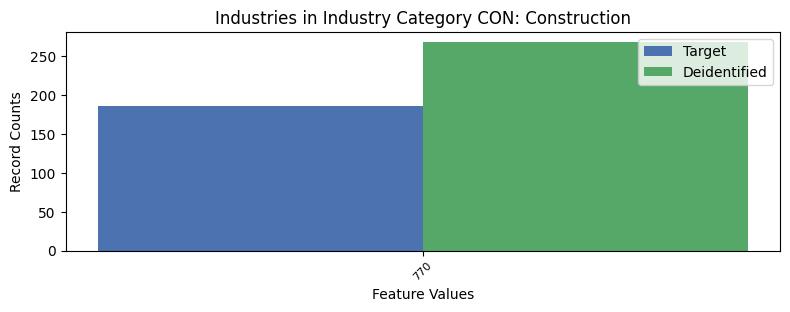 Industries in Industry Category CON: Construction
Target
Deidentified
Record Counts
250
200
150
100
50
0
770
Feature Values